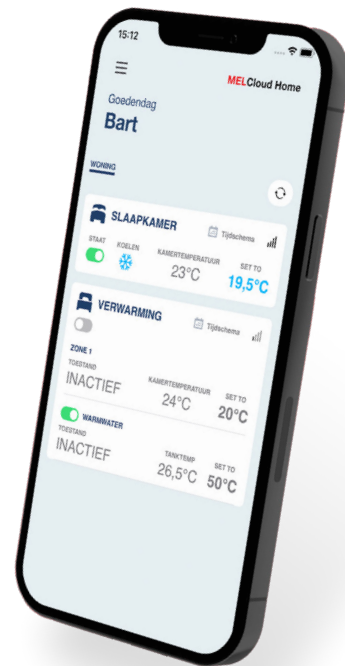 15:12
MELCloud Home
Goedendag
Bart
WONING
SLAAPKAMER
Tijdschema
STAAT
KOELEN
KAMERTEMPERATUUR
SET TO
23°C
19,5°C
VERWARMING
Tijdschema
ZONE 1
TOESTAND
KAMERTEMPERATUUR
SET TO
INACTIEF
24°C
20°C
WARMWATER
TOESTAND
TANKTEMP
SET TO
INACTIEF
26,5°C
50°C